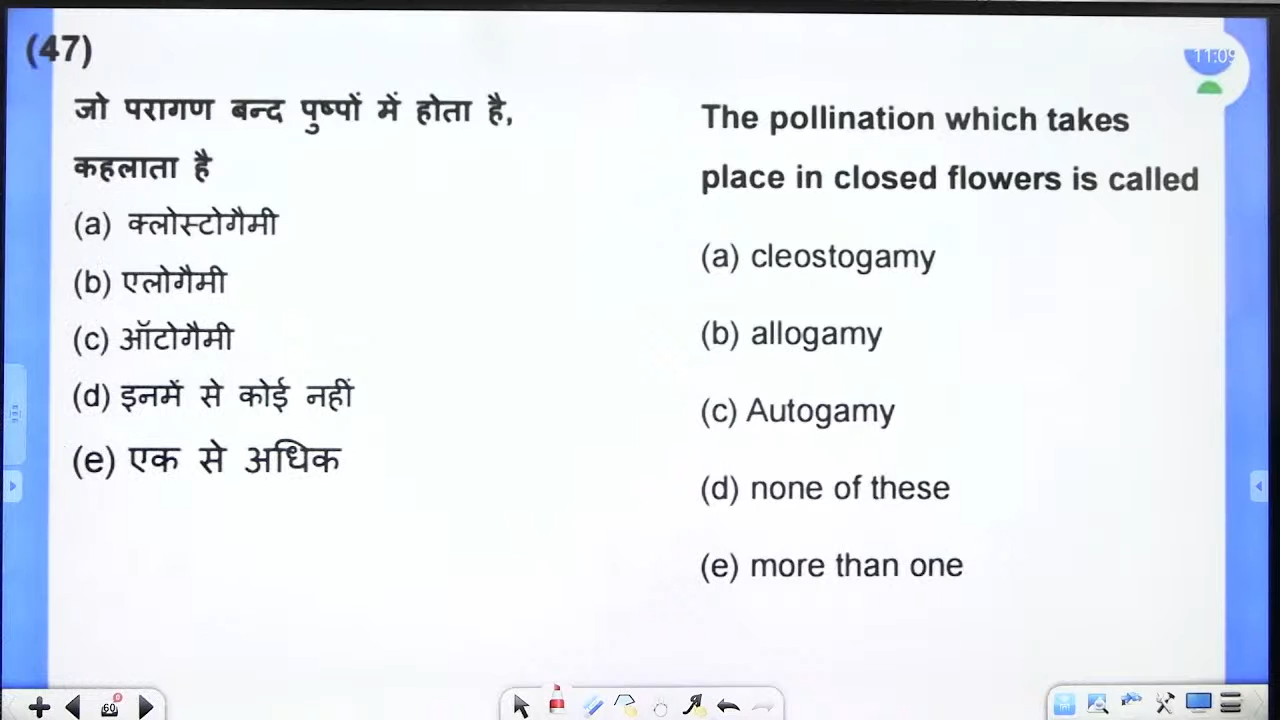 (47)
जो परागण बन्द पुष्पों में होता है,
कहलाता है
(a) क्लोस्टोगैमी
(b) एलोगैमी
(c) ऑटोगैमी
(d) इनमें से कोई नहीं
(e) एक से अधिक
11:09
The pollination which takes
place in closed flowers is called
(a) cleostogamy
(b) allogamy
(c) Autogamy
(d) none of these
(e) more than one
60
0